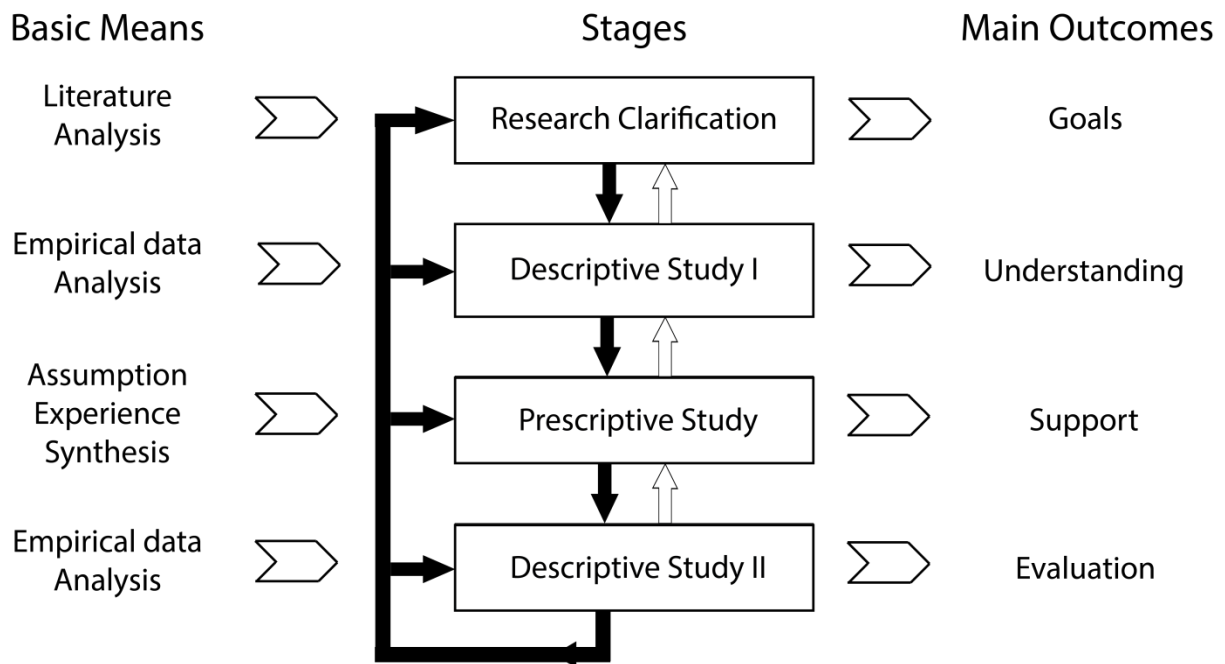 Basic Means
Stages
Main Outcomes
Literature
Analysis
Research Clarification
Goals
Empirical data
Analysis
Descriptive Study I
Understanding
Assumption
Experience
Synthesis
Prescriptive Study
Support
Empirical data
Analysis
Descriptive Study II
Evaluation